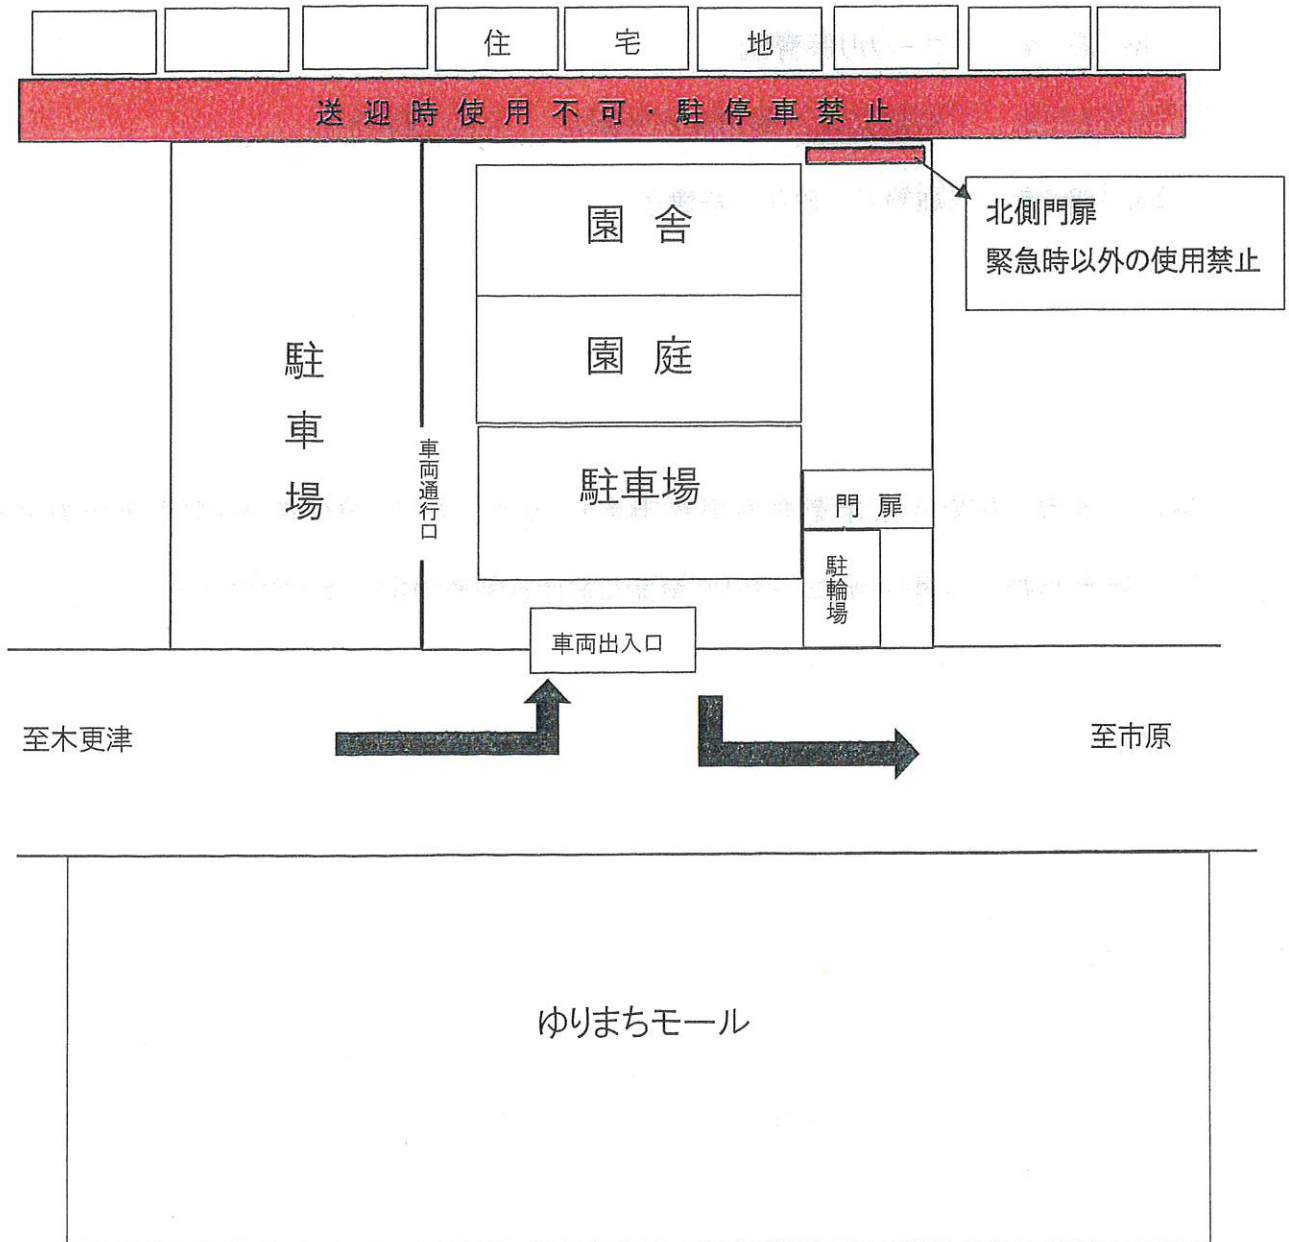 住宅地
送迎時使用不可・駐停車禁止
北側門扉
緊急時以外の使用禁止
園舎
園庭
駐車場
車両通行口
駐車場
門扉
駐輪場
車両出入口
至木更津
至市原
ゆりまちモール